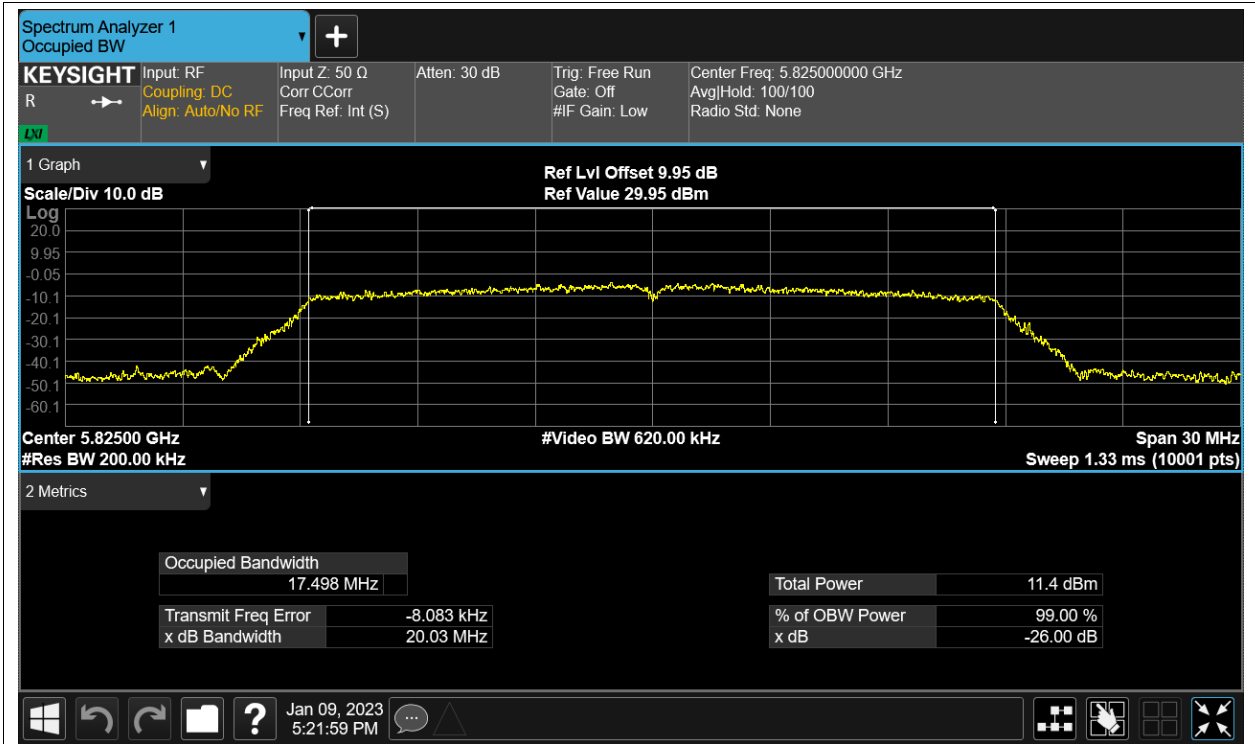 Spectrum Analyzer 1
Occupied BW
KEYSIGHT
R
LXI
Input: RF
Coupling: DC
Align: Auto/No RF
Input Z: 50 Ω
Corr CCorr
Freq Ref: Int (S)
Atten: 30 dB
Trig: Free Run
Gate: Off
#IF Gain: Low
Center Freq: 5.825000000 GHz
Avg|Hold: 100/100
Radio Std: None
1 Graph
Scale/Div 10.0 dB
Ref Lvl Offset 9.95 dB
Ref Value 29.95 dBm
Log
20.0
9.95
-0.05
-10.1
-20.1
-30.1
-40.1
-50.1
-60.1
Center 5.82500 GHz
#Video BW 620.00 kHz
Span 30 MHz
#Res BW 200.00 kHz
Sweep 1.33 ms (10001 pts)
2 Metrics
Occupied Bandwidth
17.498 MHz
Transmit Freq Error -8.083 kHz
x dB Bandwidth 20.03 MHz
Total Power 11.4 dBm
% of OBW Power 99.00 %
x dB -26.00 dB
?
Jan 09, 2023
5:21:59 PM